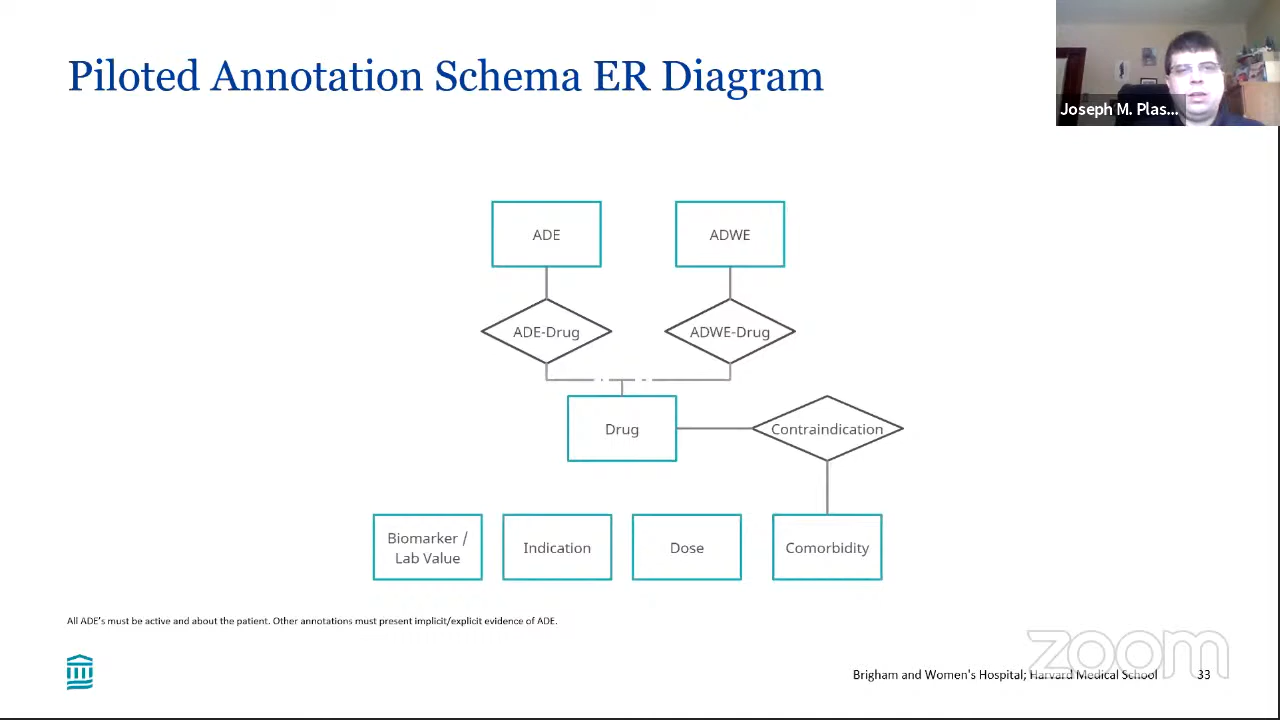 Piloted Annotation Schema ER Diagram
Joseph M. Plas...
ADE
ADWE
ADE-Drug
ADWE-Drug
Drug
Contraindication
Biomarker /
Lab Value
Indication
Dose
Comorbidity
All ADE's must be active and about the patient. Other annotations must present implicit/explicit evidence of ADE.
zoom
Brigham and Women's Hospital; Harvard Medical School
33